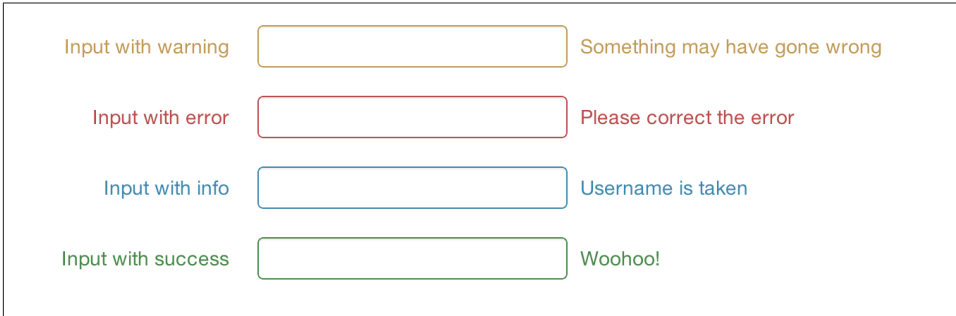 Input with warning Something may have gone wrong
Input with error Please correct the error
Input with info Username is taken
Input with success Woohoo!